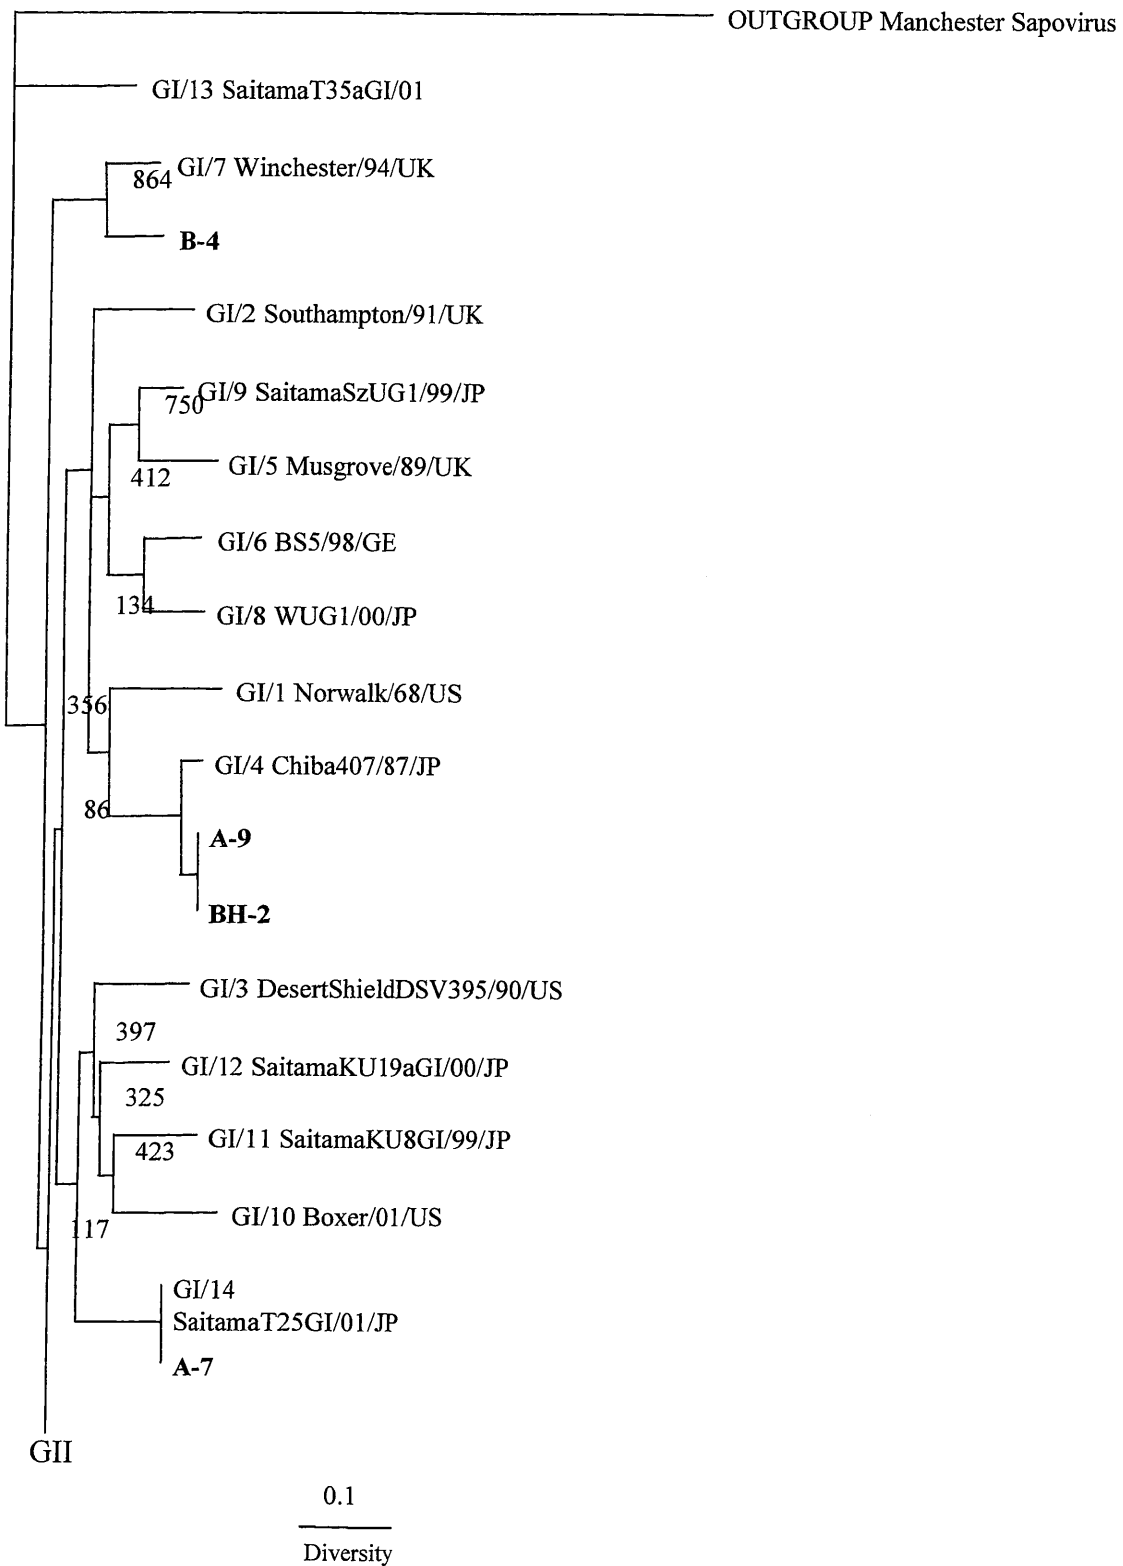 OUTGROUP Manchester Sapovirus
GI/13 SaitamaT35aGI/01
GI/7 Winchester/94/UK
864
B-4
GI/2 Southampton/91/UK
GI/9 SaitamaSzUG1/99/JP
750
GI/5 Musgrove/89/UK
412
GI/6 BS5/98/GE
134
GI/8 WUG1/00/JP
GI/1 Norwalk/68/US
356
GI/4 Chiba407/87/JP
86
A-9
BH-2
GI/3 DesertShieldDSV395/90/US
397
GI/12 SaitamaKU19aGI/00/JP
325
GI/11 SaitamaKU8GI/99/JP
423
GI/10 Boxer/01/US
117
GI/14
SaitamaT25GI/01/JP
A-7
GII
0.1
Diversity